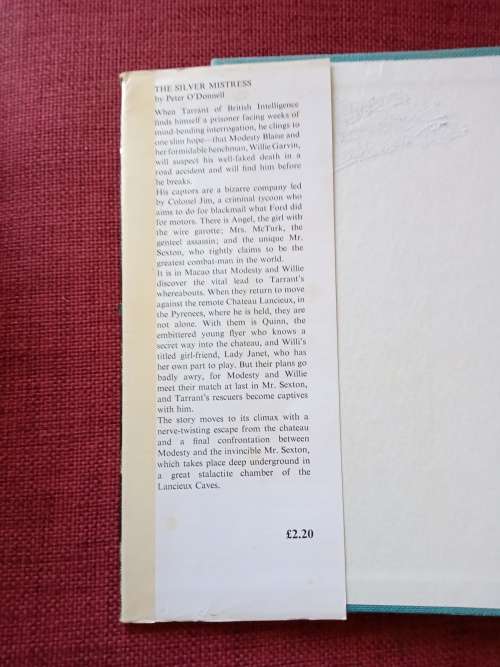 THE SILVER MISTRESS
by Peter O'Donnell
When Tarrant of British Intelligence
finds himself a prisoner facing weeks of
mind-bending interrogation, he clings to
one slim hope—that Modesty Blaise and
her formidable henchman, Willie Garvin,
will suspect his well-faked death in a
road accident and will find him before
he breaks.
His captors are a bizarre company led
by Colonel Jim, a criminal tycoon who
aims to do for blackmail what Ford did
for motors. There is Angel, the girl with
the wire garotte; Mrs. McTurk, the
genteel assassin; and the unique Mr.
Sexton, who rightly claims to be the
greatest combat-man in the world.
It is in Macao that Modesty and Willie
discover the vital lead to Tarrant's
whereabouts. When they return to move
against the remote Chateau Lancieux, in
the Pyrenees, where he is held, they are
not alone. With them is Quinn, the
embittered young flyer who knows a
secret way into the chateau, and Willi's
titled girl-friend, Lady Janet, who has
her own part to play. But their plans go
badly awry, for Modesty and Willie
meet their match at last in Mr. Sexton,
and Tarrant's rescuers become captives
with him.
The story moves to its climax with a
nerve-twisting escape from the chateau
and a final confrontation between
Modesty and the invincible Mr. Sexton,
which takes place deep underground in
a great stalactite chamber of the
Lancieux Caves.
£2.20